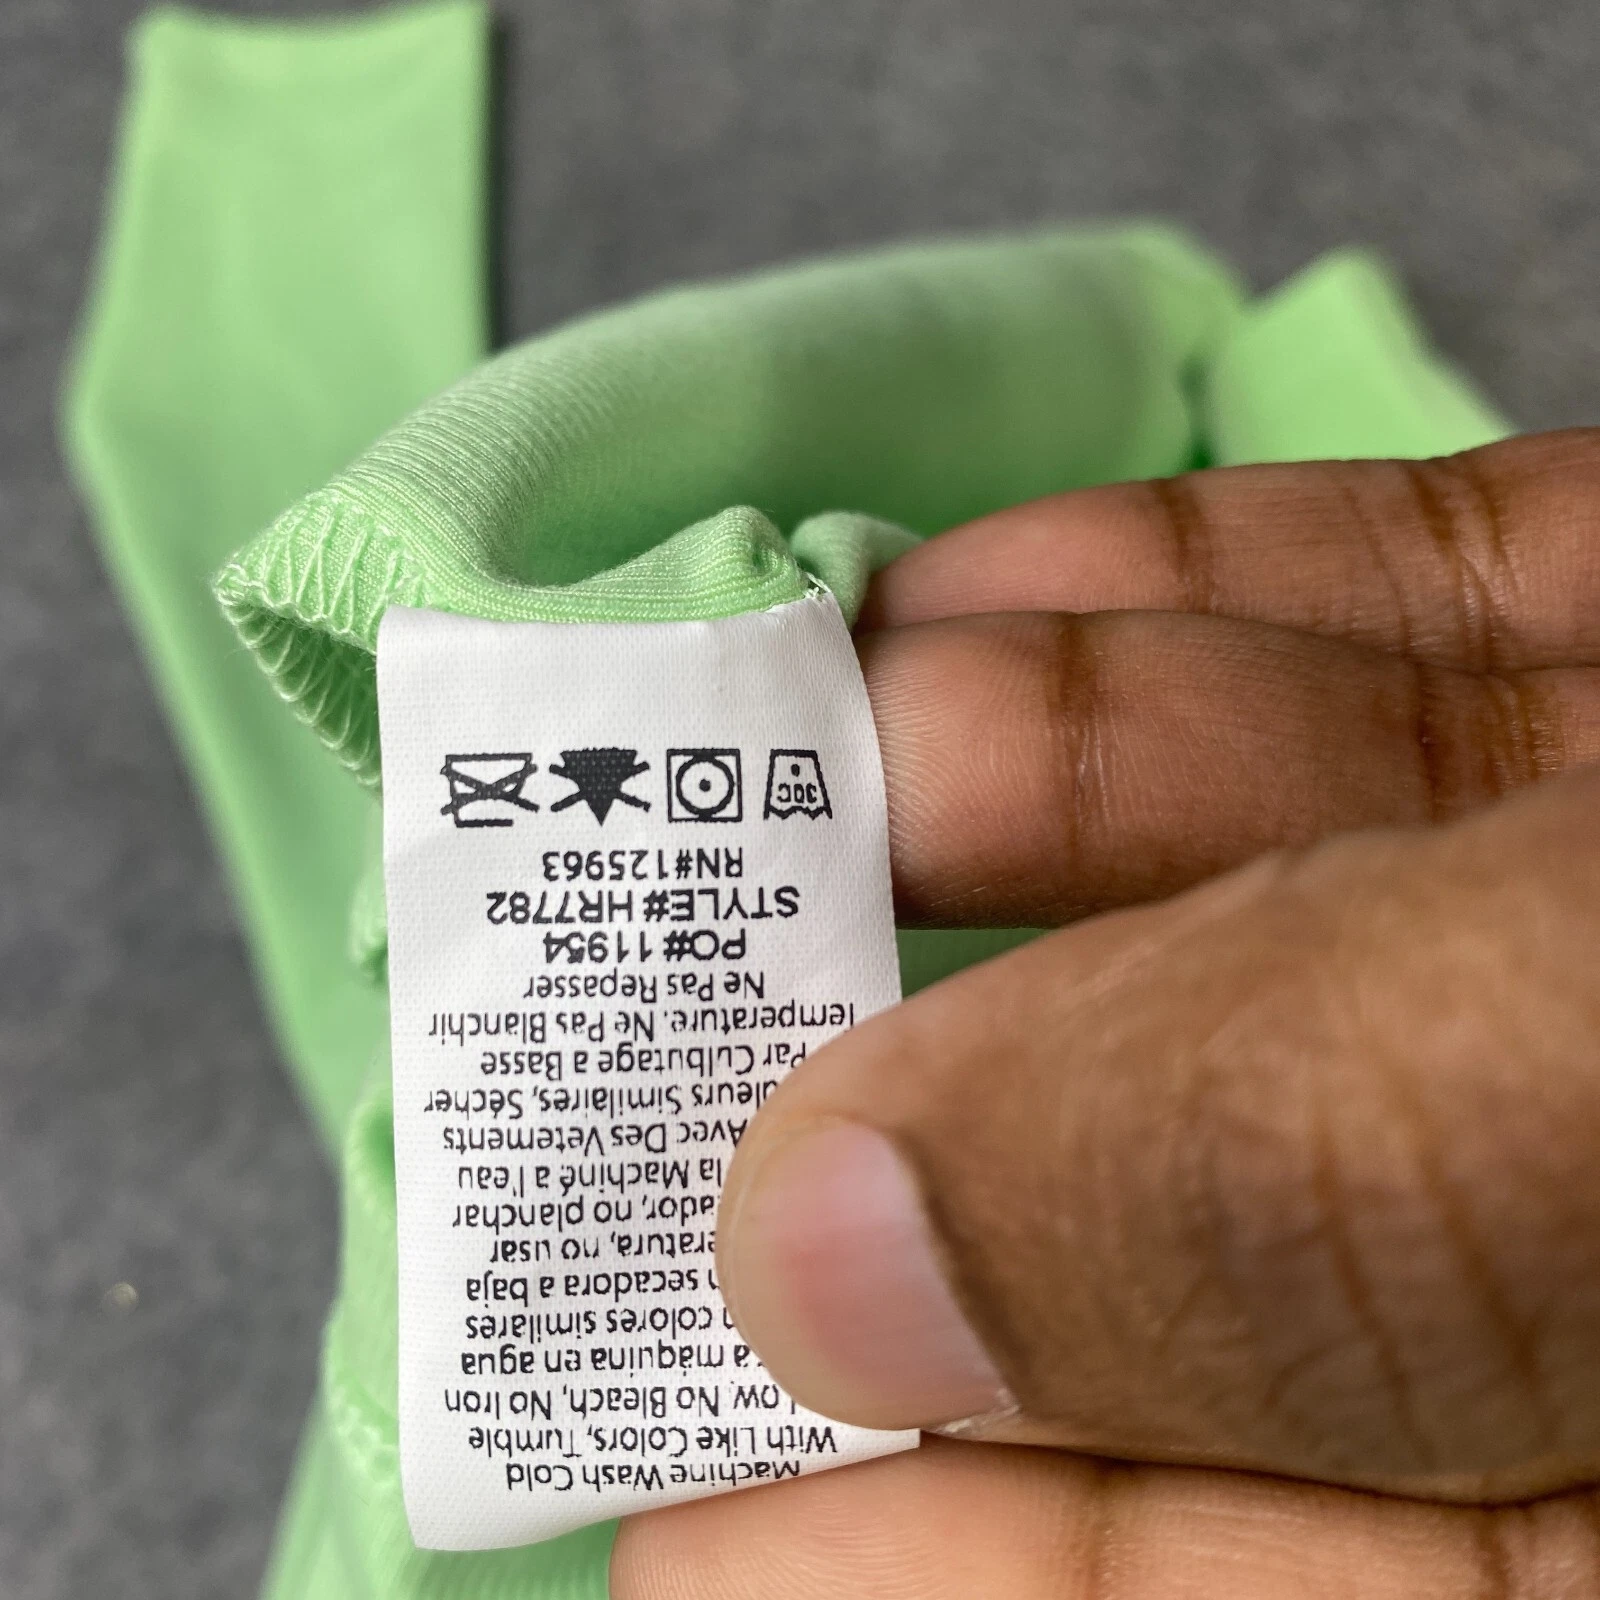 Machine Wash Cold
With Like Colors, Tumble
Low, No Bleach, No Iron
a máquina en agua
colores similares
secadora a baja
no usar
no planchar
la Machine a l'eau
Avec Des Vetements
Similaires, Sécher
Par Culbutage a Basse
Temperature. Ne Pas Blanchir
Ne Pas Repasser
PO# 11954
STYLE# HR7782
RN#125963
30C